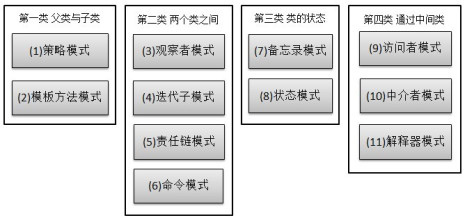 第一类 父类与子类
(1)策略模式
(2)模板方法模式
第二类 两个类之间
(3)观察者模式
(4)迭代子模式
(5)责任链模式
(6)命令模式
第三类 类的状态
(7)备忘录模式
(8)状态模式
第四类 通过中间类
(9)访问者模式
(10)中介者模式
(11)解释器模式